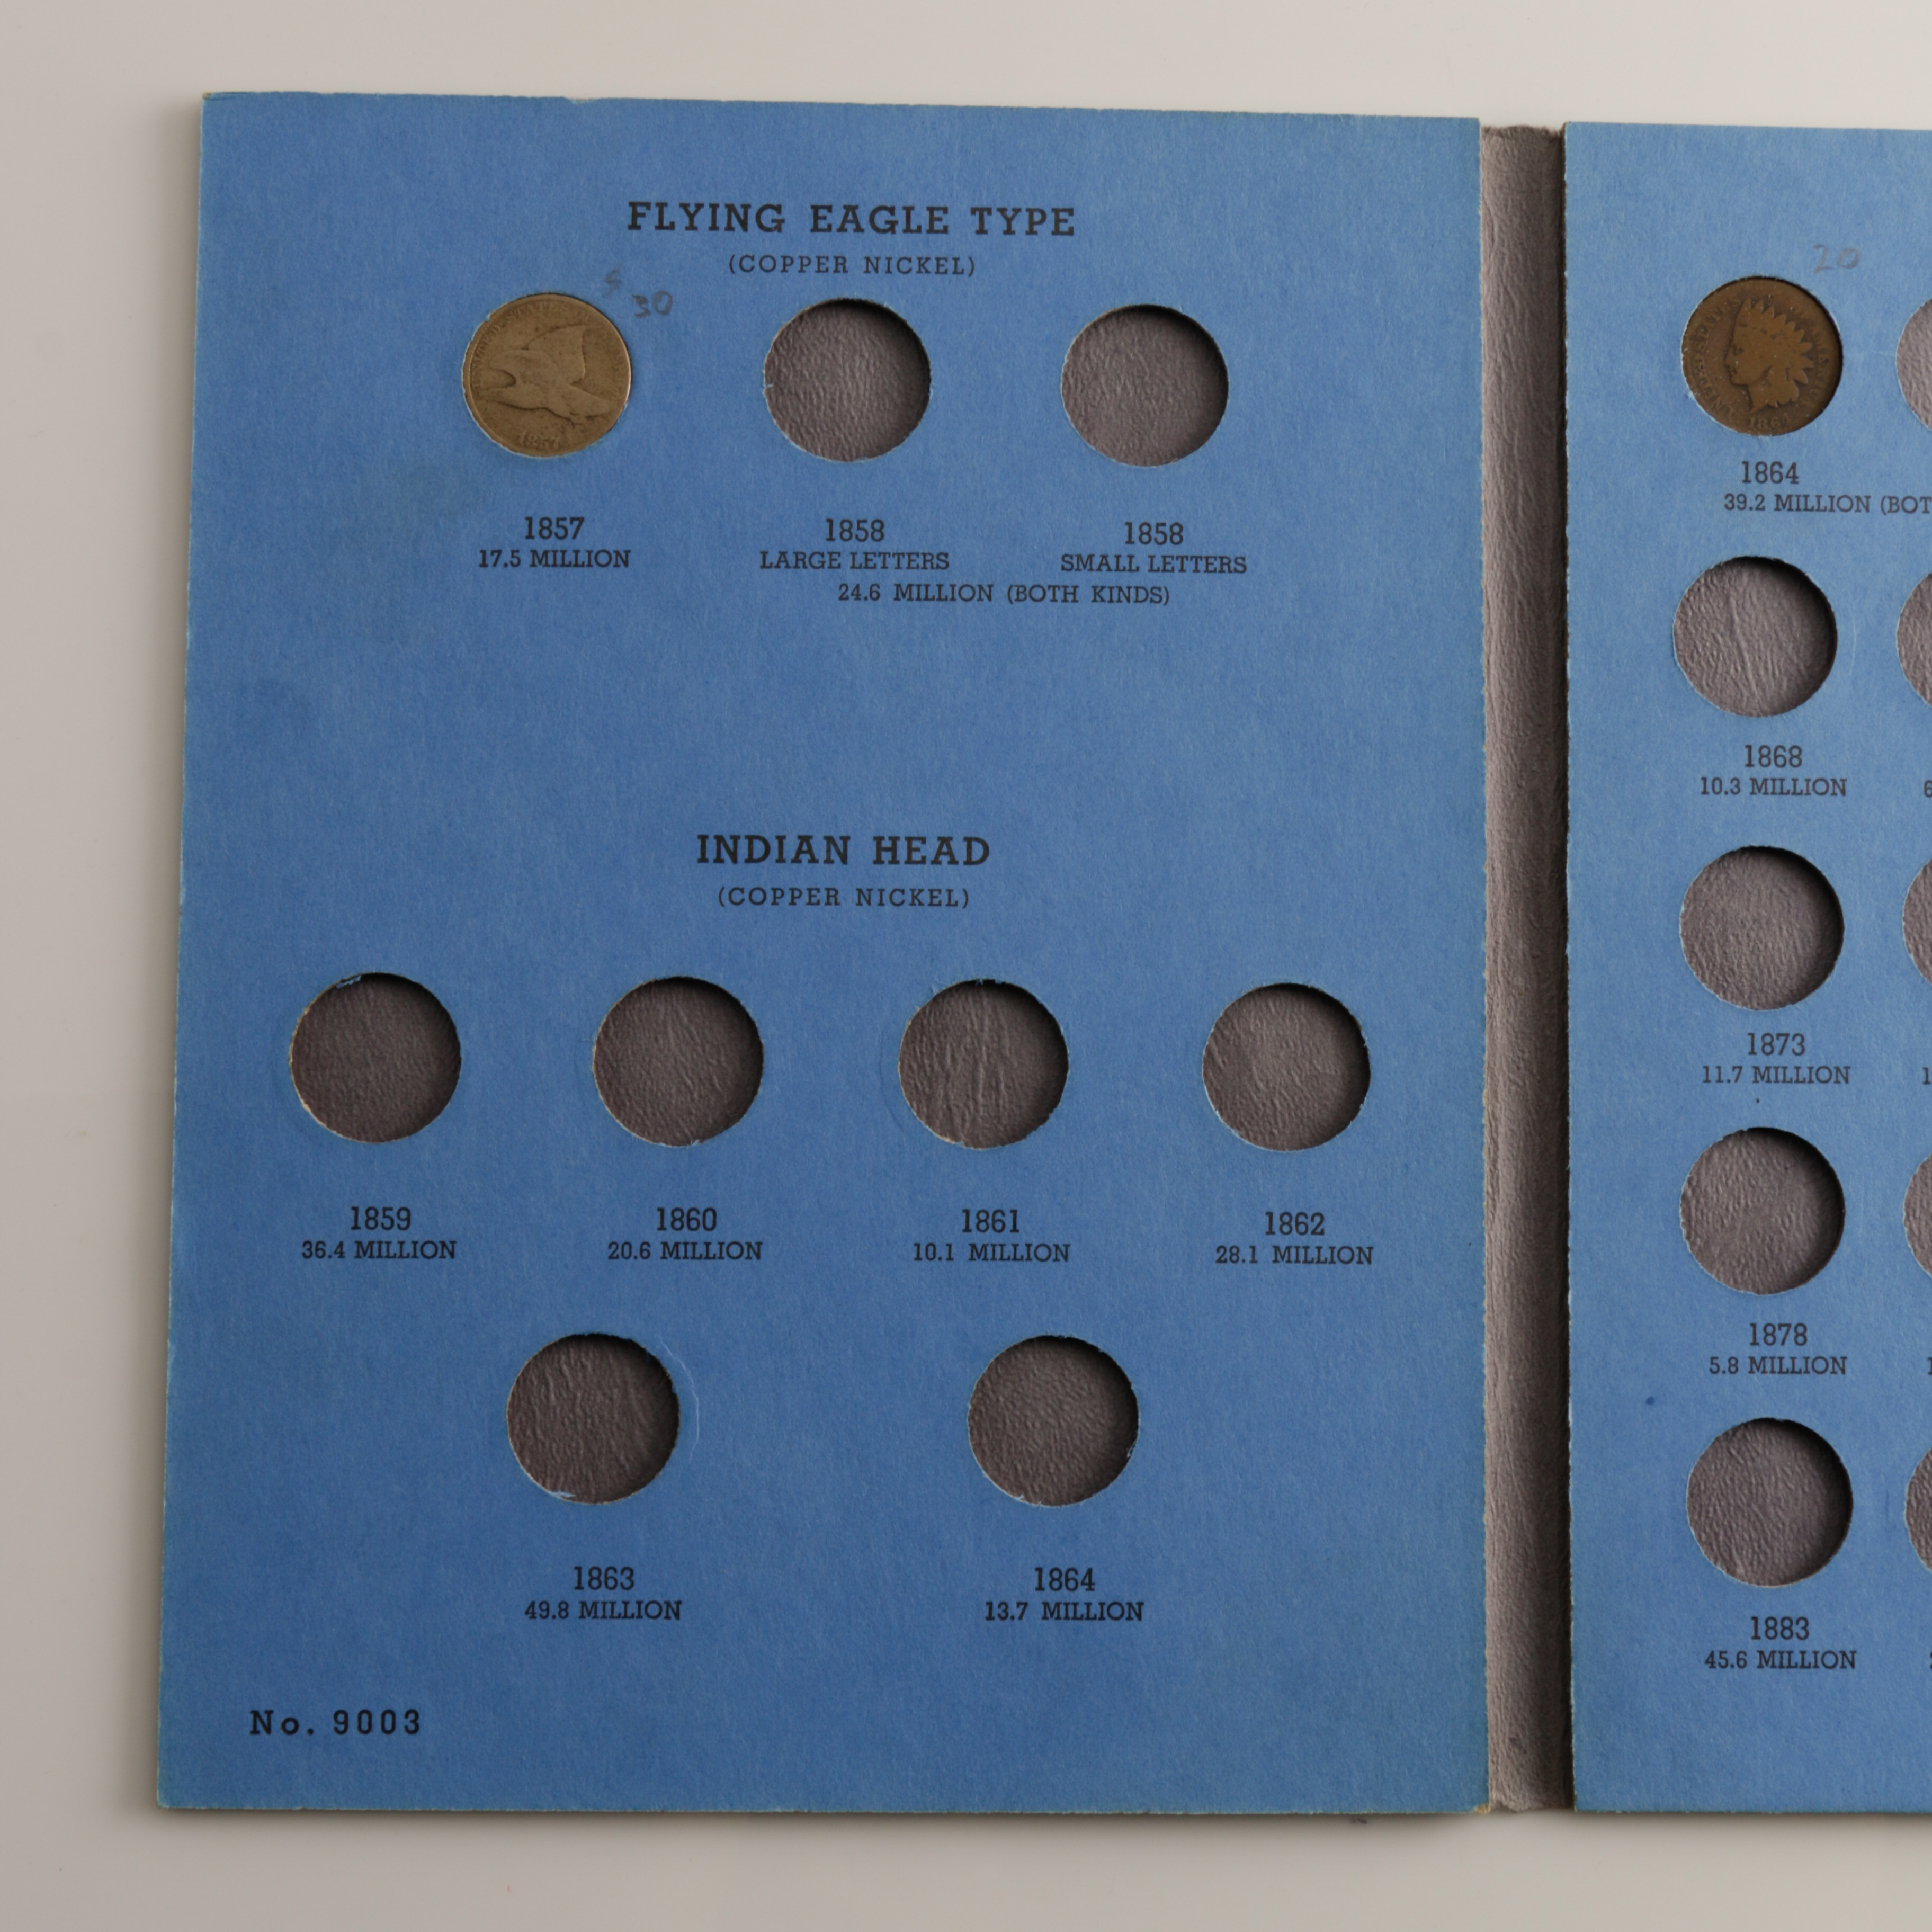 FLYING EAGLE TYPE
(COPPER NICKEL)
$ 30
1857
1857
17.5 MILLION
1858
LARGE LETTERS
1858
SMALL LETTERS
24.6 MILLION (BOTH KINDS)
INDIAN HEAD
(COPPER NICKEL)
1859
36.4 MILLION
1860
20.6 MILLION
1861
10.1 MILLION
1862
28.1 MILLION
1863
49.8 MILLION
1864
13.7 MILLION
No. 9003
20
1864
39.2 MILLION (BOT
1868
10.3 MILLION
1873
11.7 MILLION
1878
5.8 MILLION
1883
45.6 MILLION